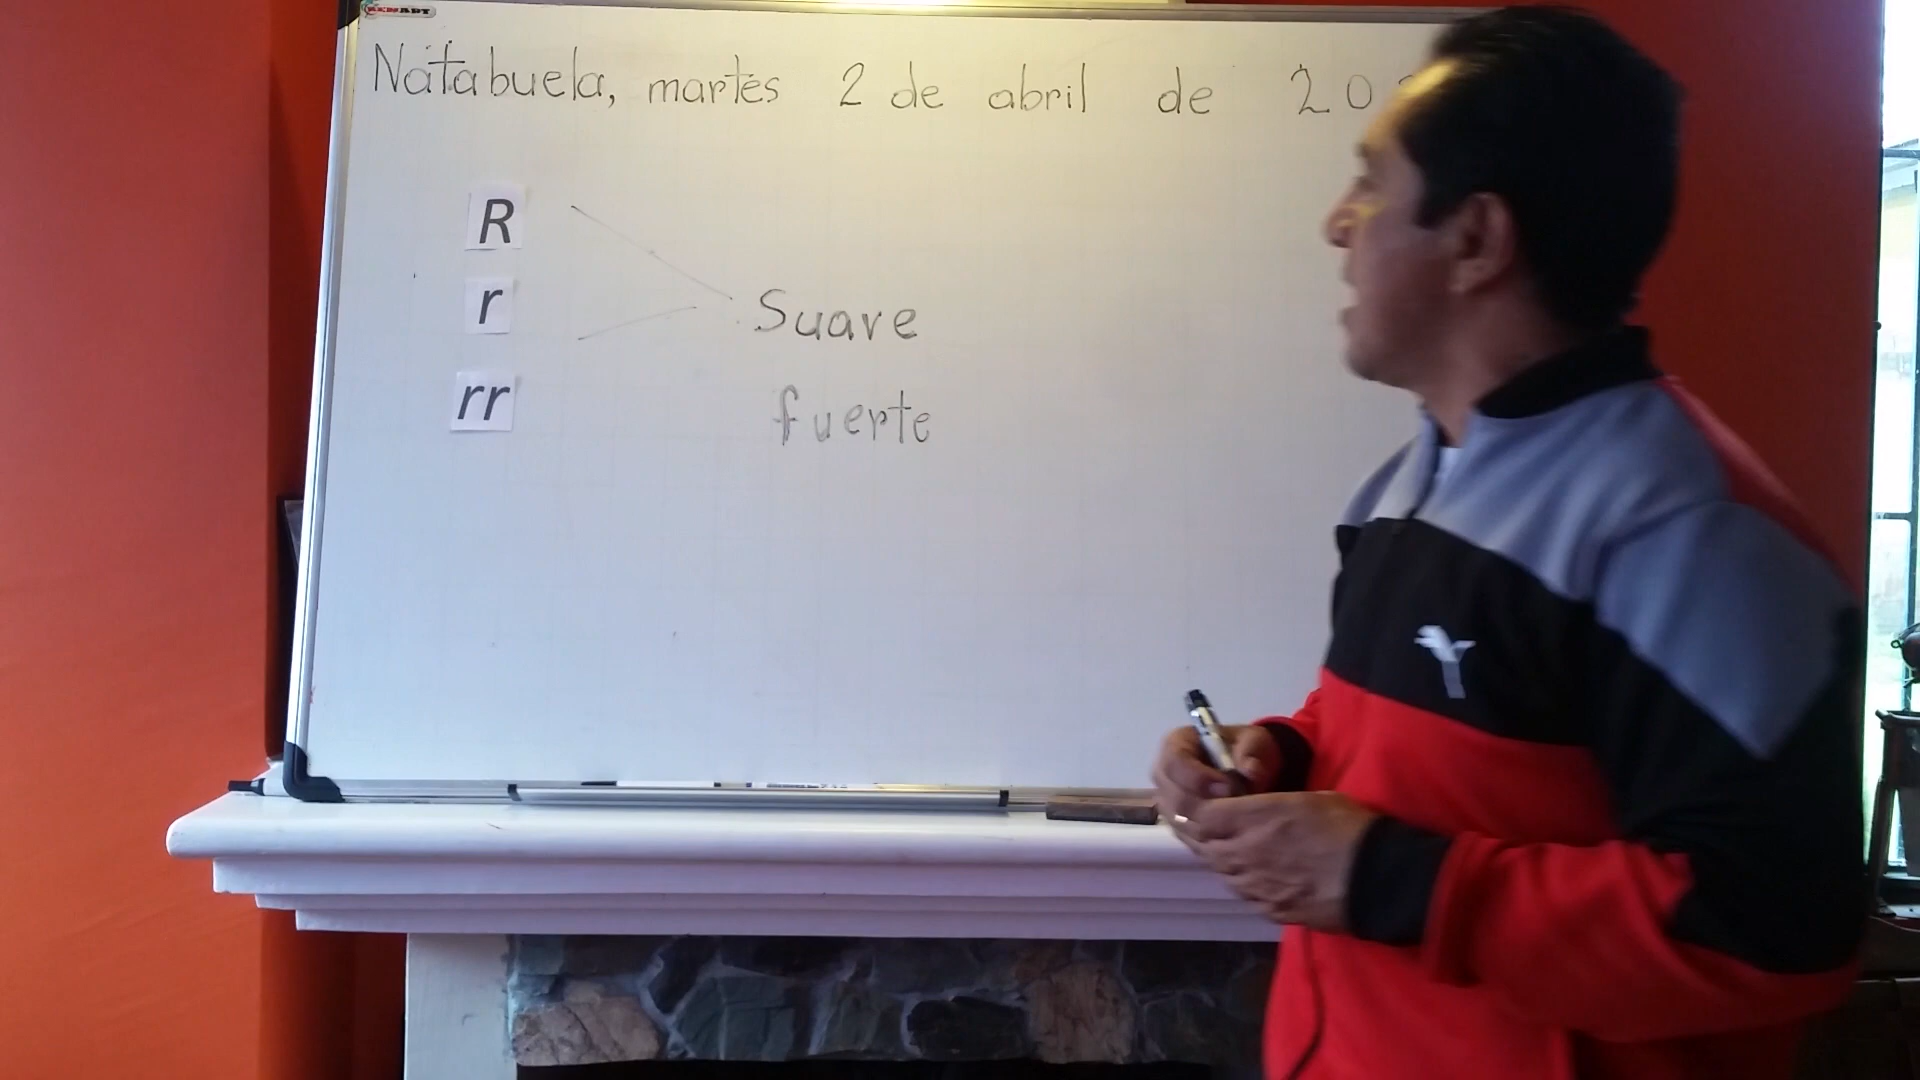 Natabuela, martes 2 de abril de 20
R
r
rr
Suave
fuerte